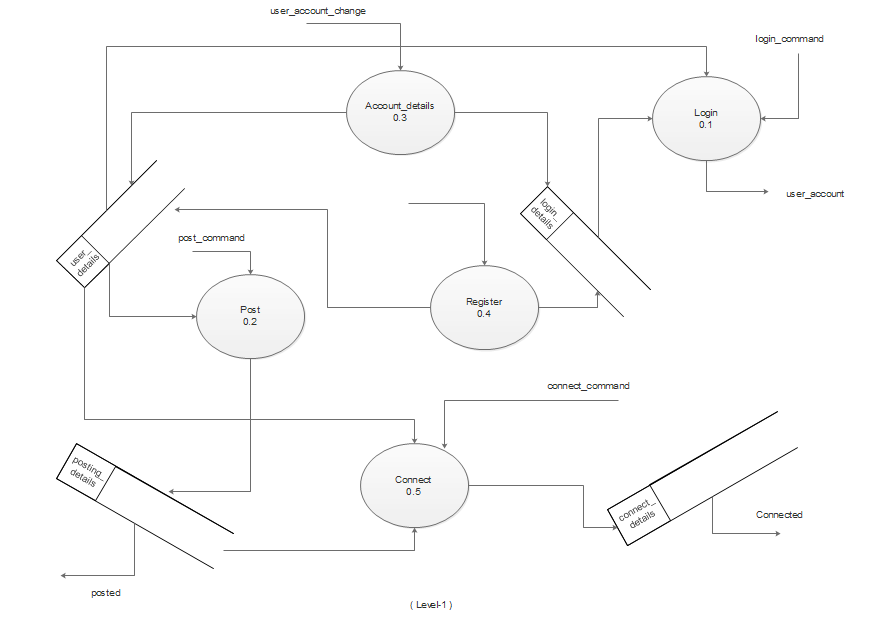 user_account_change
login_command
Account_details
0.3
Login
0.1
user_account
login_
details
user_
details
post_command
Post
0.2
Register
0.4
connect_command
posting_
details
Connect
0.5
connect_
details
Connected
posted
( Level-1 )